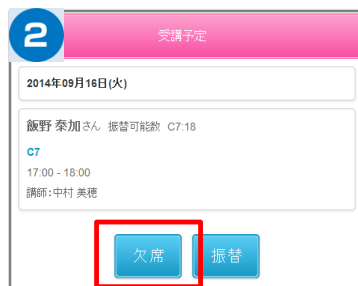 2
受講予定
2014年09月16日(火)
飯野 泰加さん 振替可能数 C7:18
C7
17:00 - 18:00
講師:中村 美穂
欠席 振替